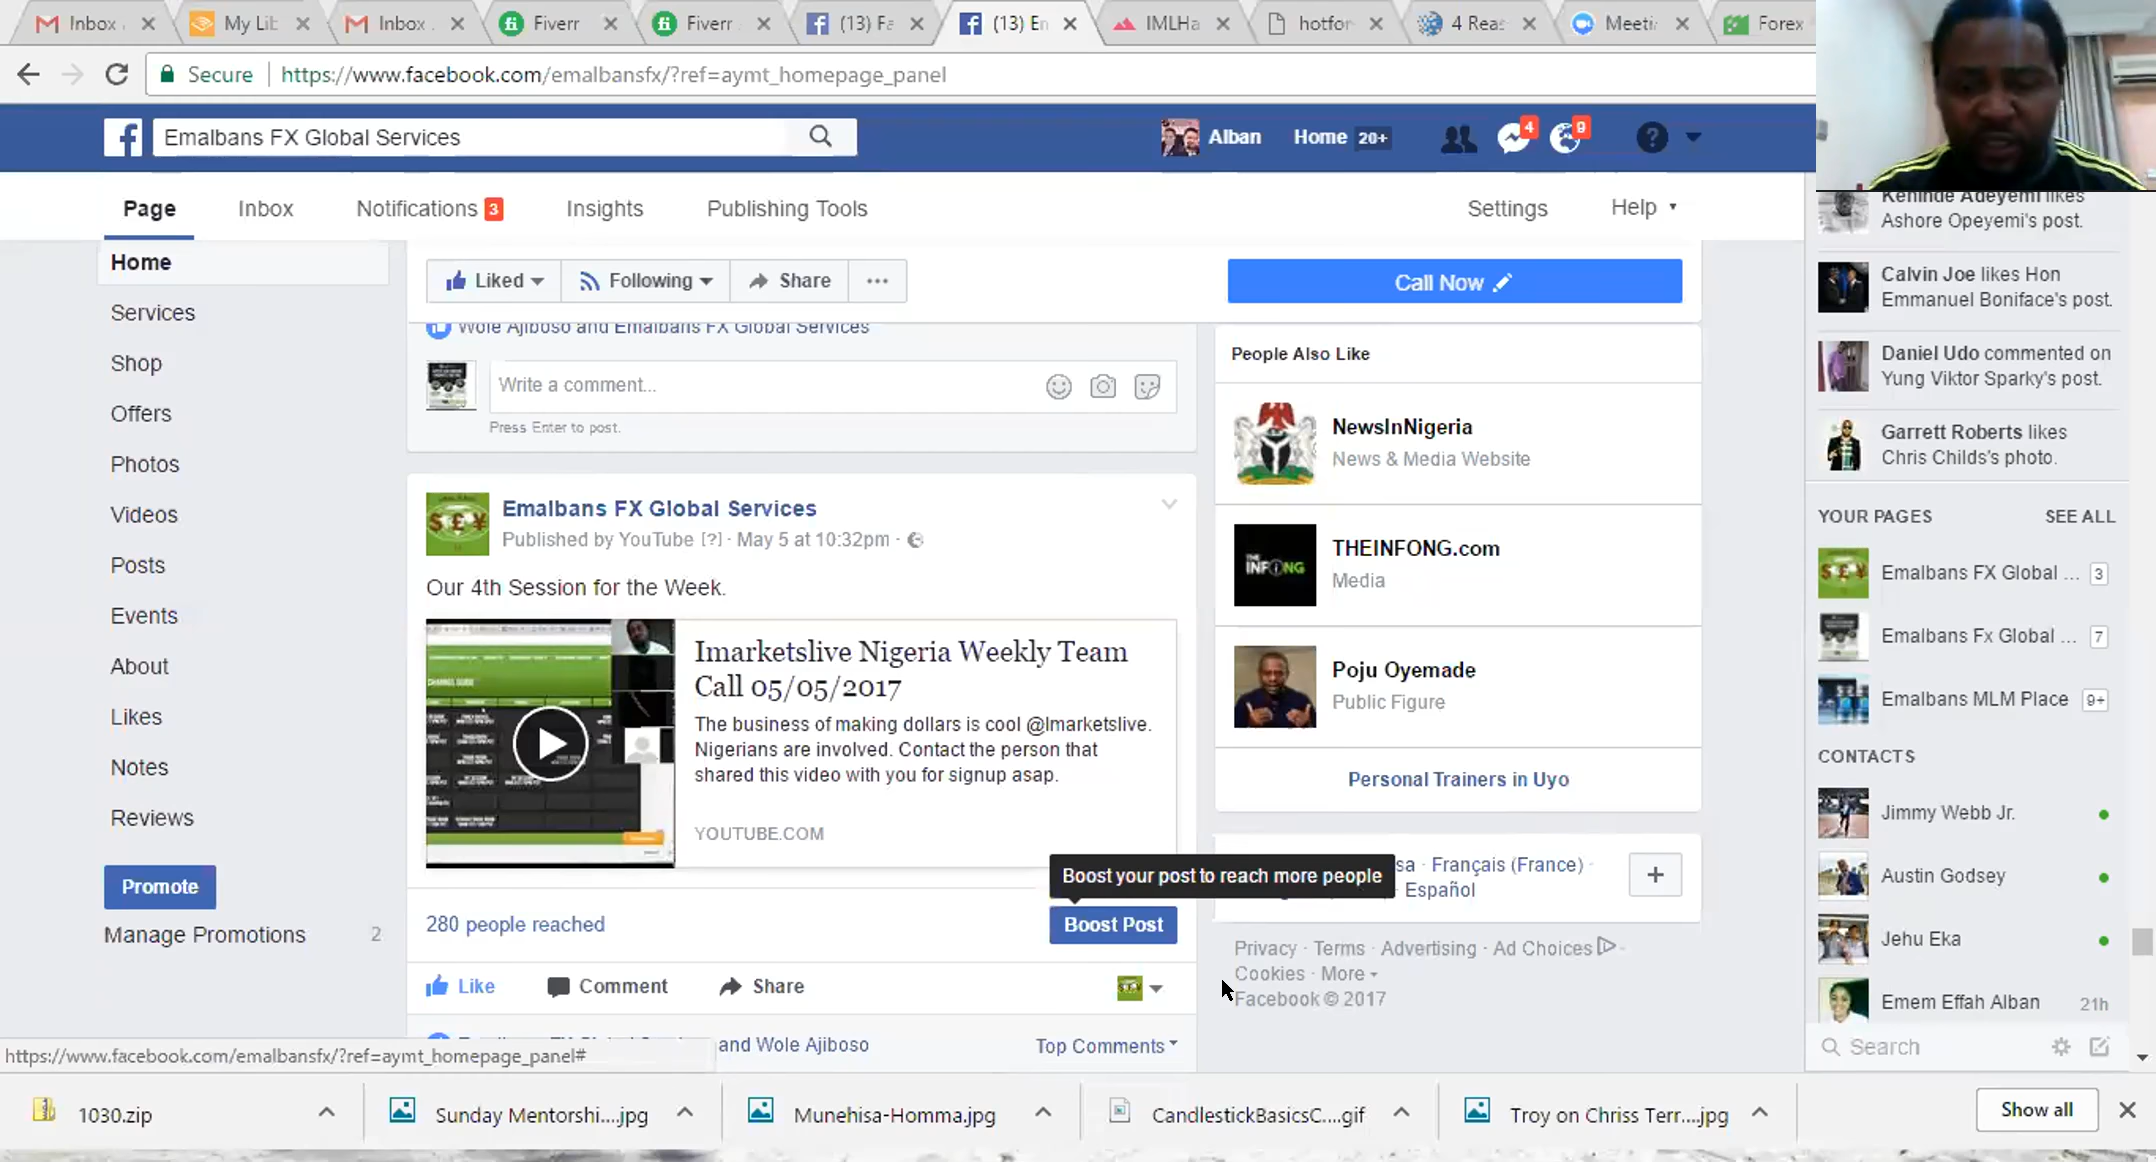 Inbox
My Lib
Inbox
Fiverr
Fiverr
(13) Fa
(13) En
IMLHa
hotfor
4 Reas
Meeti
Forex
Secure
https://www.facebook.com/emalbansfx/?ref=aymt_homepage_panel
Emalbans FX Global Services
Alban
Home 20+
4
9
Page
Inbox
Notifications 3
Insights
Publishing Tools
Settings
Help
Home
Services
Shop
Offers
Photos
Videos
Posts
Events
About
Likes
Notes
Reviews
Promote
Manage Promotions 2
Liked
Following
Share
Call Now
Wole Ajiboso and Emalbans FX Global Services
Write a comment...
Press Enter to post.
Emalbans FX Global Services
Published by YouTube [?] · May 5 at 10:32pm ·
Our 4th Session for the Week.
Imarketslive Nigeria Weekly Team
Call 05/05/2017
The business of making dollars is cool @Imarketslive.
Nigerians are involved. Contact the person that
shared this video with you for signup asap.
YOUTUBE.COM
Boost your post to reach more people
280 people reached
Boost Post
Like
Comment
Share
and Wole Ajiboso
Top Comments
https://www.facebook.com/emalbansfx/?ref=aymt_homepage_panel#
People Also Like
NewsInNigeria
News & Media Website
THE
INFONG
THEINFONG.com
Media
Poju Oyemade
Public Figure
Personal Trainers in Uyo
sa · Français (France) ·
Español
Privacy · Terms · Advertising · Ad Choices ·
Cookies · More
Facebook © 2017
Kehinde Adeyemi likes
Ashore Opeyemi's post.
Calvin Joe likes Hon
Emmanuel Boniface's post.
Daniel Udo commented on
Yung Viktor Sparky's post.
Garrett Roberts likes
Chris Childs's photo.
YOUR PAGES
SEE ALL
Emalbans FX Global ... 3
Emalbans Fx Global ... 7
Emalbans MLM Place 9+
CONTACTS
Jimmy Webb Jr.
Austin Godsey
Jehu Eka
Emem Effah Alban 21h
Search
1030.zip
Sunday Mentorshi....jpg
Munehisa-Homma.jpg
CandlestickBasicsC....gif
Troy on Chriss Terr....jpg
Show all